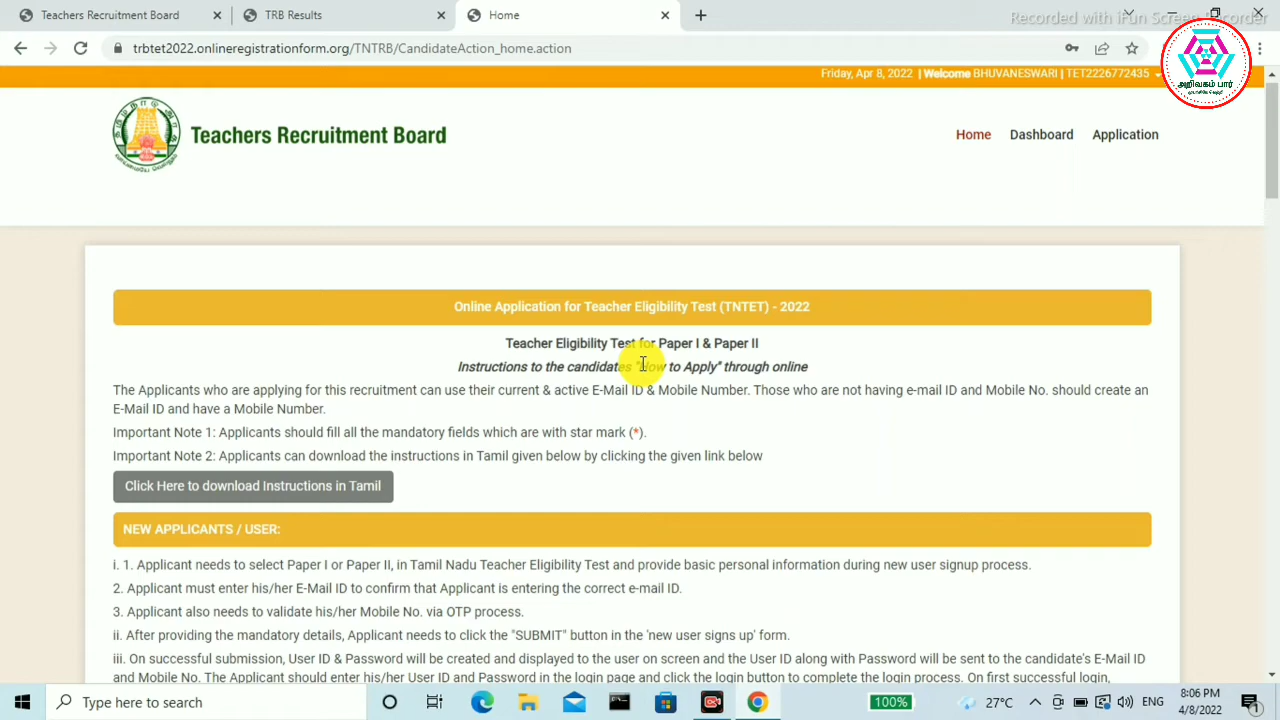 Teachers Recruitment Board
TRB Results
Home
Recorded with iFun Screen Recorder
trbtet2022.onlineregistrationform.org/TNTRB/CandidateAction_home.action
Friday, Apr 8, 2022 | Welcome BHUVANESWARI | TET2226772435
அறிவகம் பார்
Teachers Recruitment Board
Home Dashboard Application
Online Application for Teacher Eligibility Test (TNTET) - 2022
Teacher Eligibility Test for Paper I & Paper II
Instructions to the candidates "How to Apply" through online
The Applicants who are applying for this recruitment can use their current & active E-Mail ID & Mobile Number. Those who are not having e-mail ID and Mobile No. should create an
E-Mail ID and have a Mobile Number.
Important Note 1: Applicants should fill all the mandatory fields which are with star mark (*).
Important Note 2: Applicants can download the instructions in Tamil given below by clicking the given link below
Click Here to download Instructions in Tamil
NEW APPLICANTS / USER:
i. 1. Applicant needs to select Paper I or Paper II, in Tamil Nadu Teacher Eligibility Test and provide basic personal information during new user signup process.
2. Applicant must enter his/her E-Mail ID to confirm that Applicant is entering the correct e-mail ID.
3. Applicant also needs to validate his/her Mobile No. via OTP process.
ii. After providing the mandatory details, Applicant needs to click the "SUBMIT" button in the 'new user signs up' form.
iii. On successful submission, User ID & Password will be created and displayed to the user on screen and the User ID along with Password will be sent to the candidate's E-Mail ID
and Mobile No. The Applicant should enter his/her User ID and Password in the login page and click the login button to complete the login process. On first successful login,
Type here to search
100%
27°C
ENG
8:06 PM
4/8/2022
1